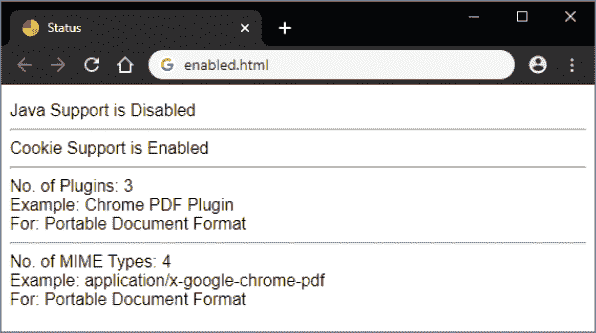 Status
enabled.html
Java Support is Disabled
Cookie Support is Enabled
No. of Plugins: 3
Example: Chrome PDF Plugin
For: Portable Document Format
No. of MIME Types: 4
Example: application/x-google-chrome-pdf
For: Portable Document Format